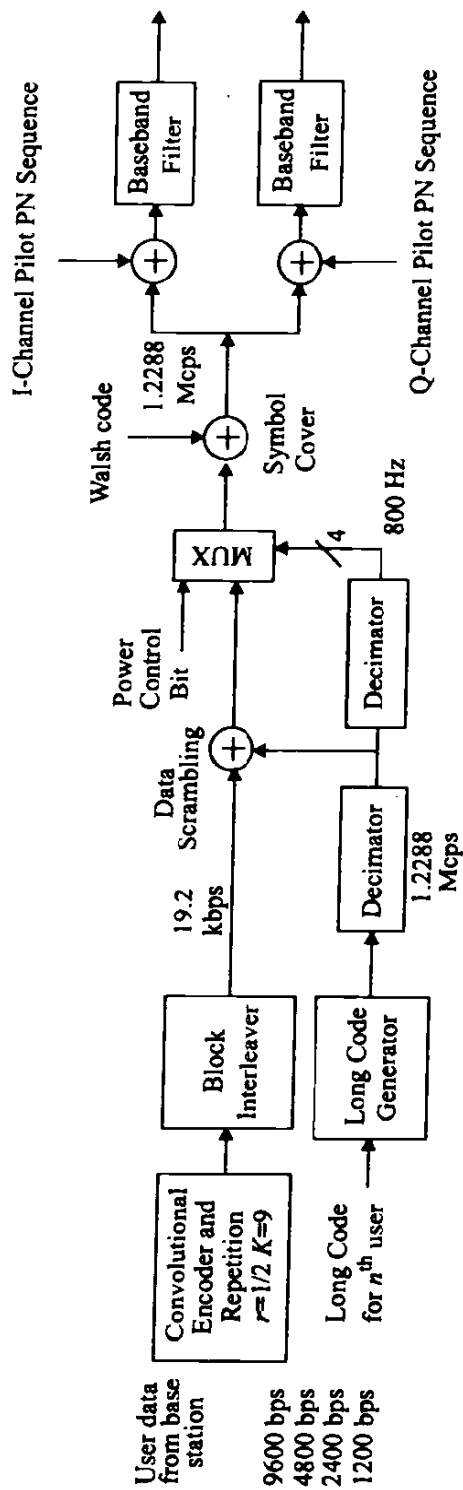 User data
from base
station
9600 bps
4800 bps
2400 bps
1200 bps
Convolutional
Encoder and
Repetition
r=1/2 K=9
Block
Interleaver
19.2
kbps
Data
Scrambling
Power
Control
Bit
MUX
Walsh code
Symbol
Cover
1.2288
Mcps
I-Channel Pilot PN Sequence
Baseband
Filter
Baseband
Filter
Q-Channel Pilot PN Sequence
Long Code
for nth user
Long Code
Generator
Decimator
1.2288
Mcps
Decimator
4
800 Hz